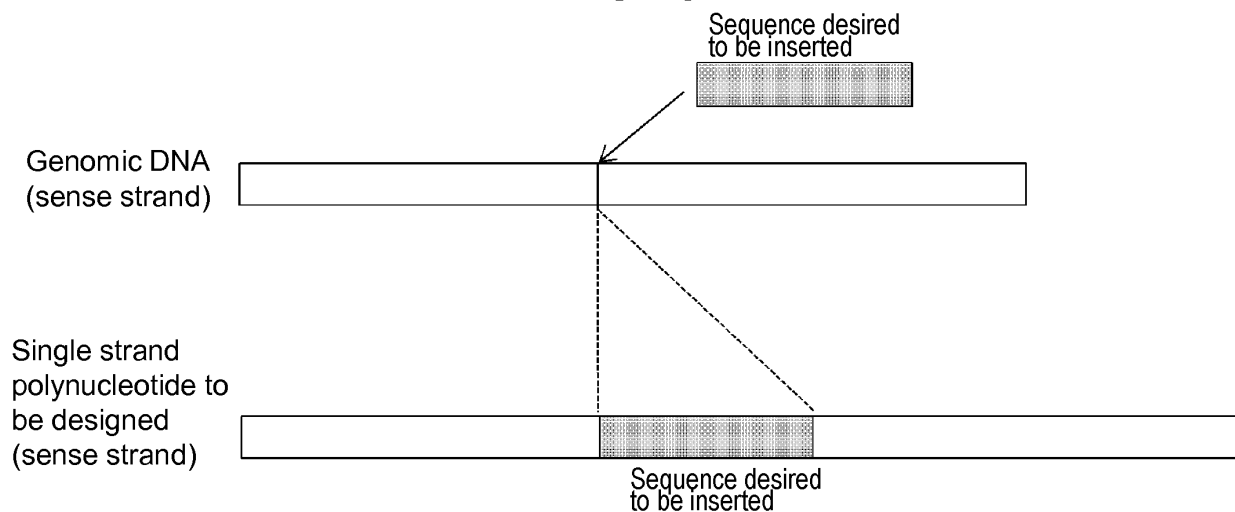 Sequence desired
to be inserted
Genomic DNA
(sense strand)
Single strand
polynucleotide to
be designed
(sense strand)
Sequence desired
to be inserted